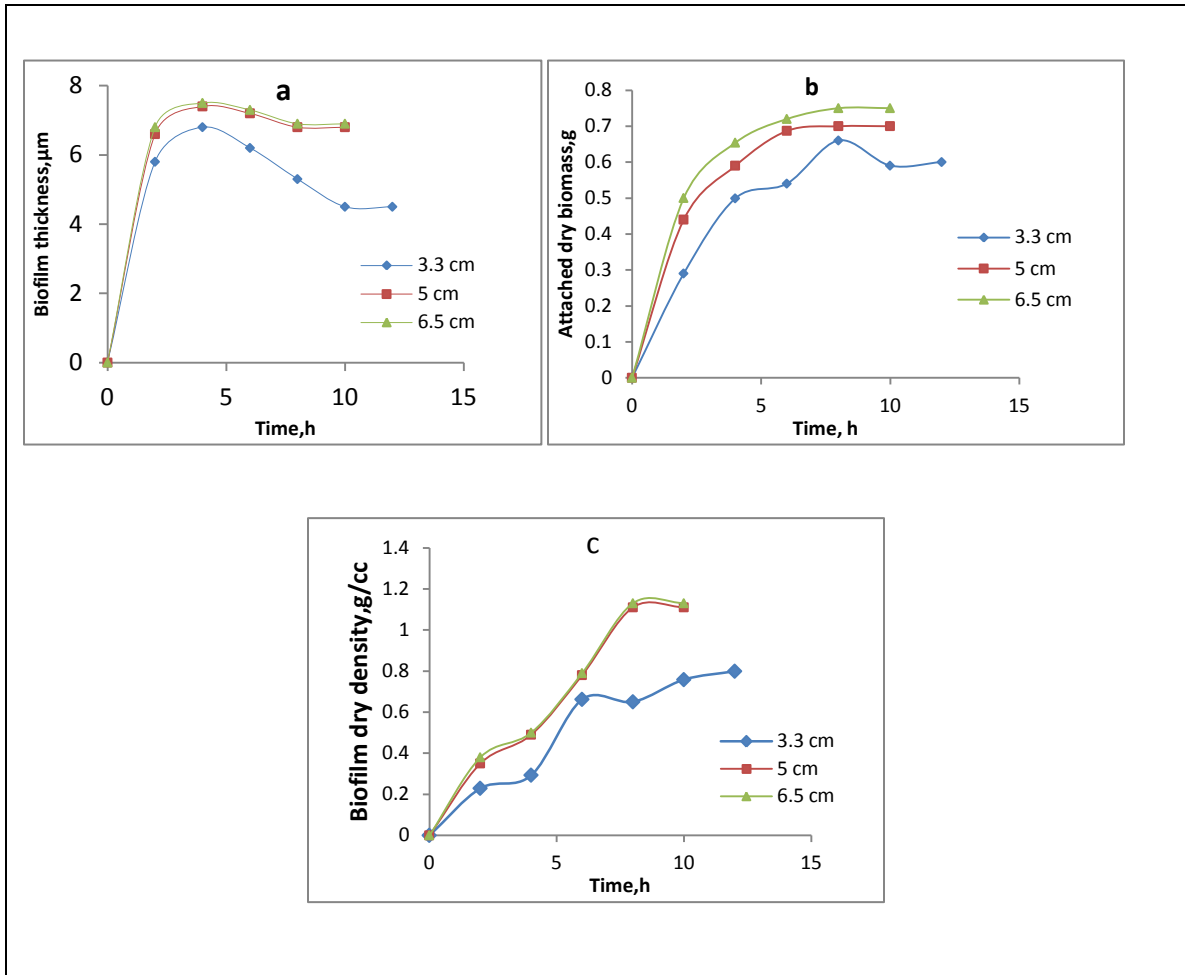 a
Biofilm thickness,µm
8
6
4
2
0
0 5 10 15
Time,h
3.3 cm
5 cm
6.5 cm
b
Attached dry biomass,g
0.8
0.7
0.6
0.5
0.4
0.3
0.2
0.1
0
0 5 10 15
Time, h
3.3 cm
5 cm
6.5 cm
c
Biofilm dry density,g/cc
1.4
1.2
1
0.8
0.6
0.4
0.2
0
0 5 10 15
Time,h
3.3 cm
5 cm
6.5 cm